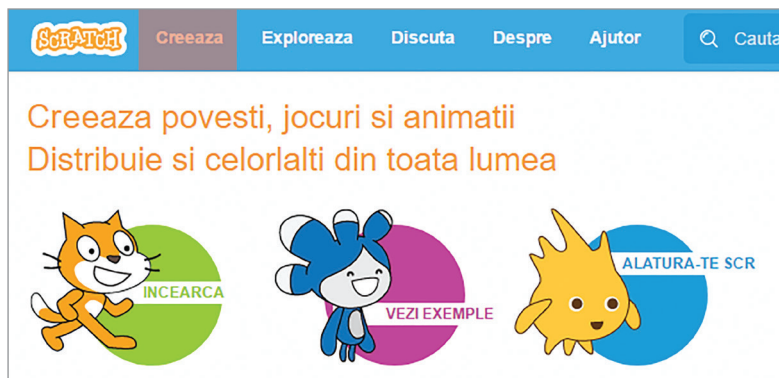 SCRATCH Creeaza Exploreaza Discuta Despre Ajutor Cauta
Creeaza povesti, jocuri si animatii
Distribuie si celorlalti din toata lumea
INCEARCA
VEZI EXEMPLE
ALATURA-TE SCR